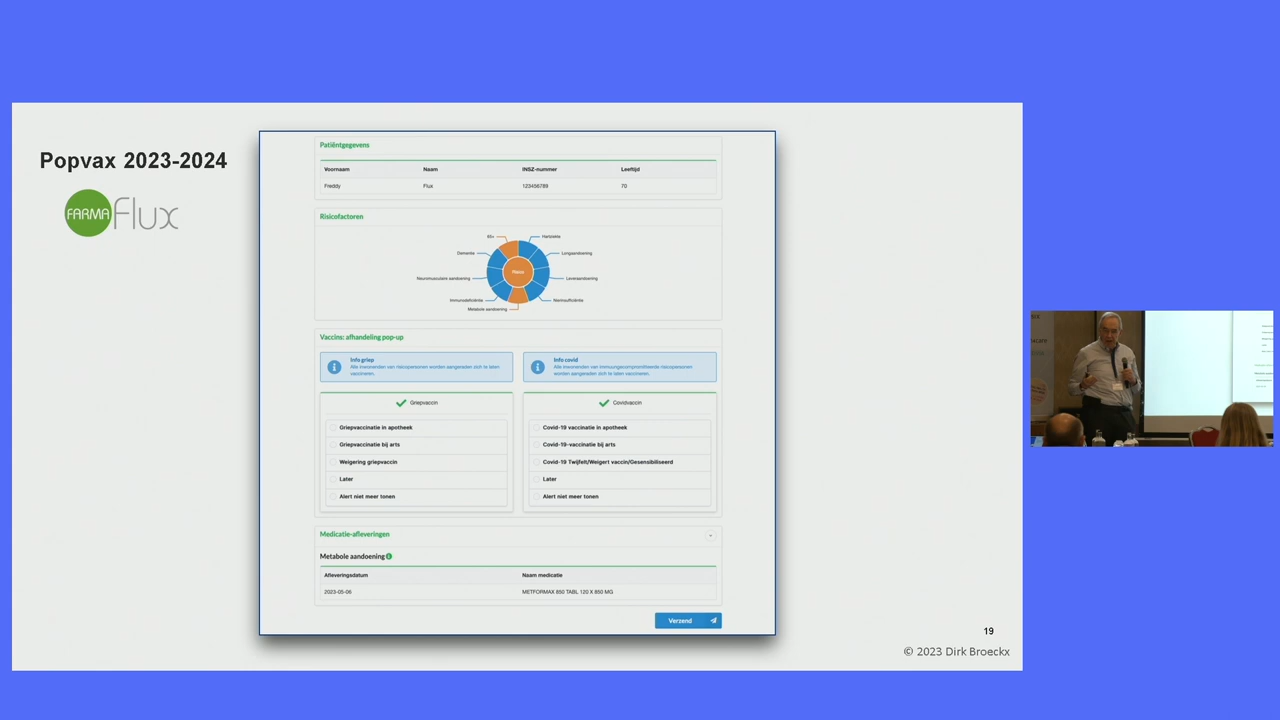 Popvax 2023-2024
FARMA Flux
Patiëntgegevens
Voornaam Naam INSZ-nummer Leeftijd
Freddy Flux 123456789 70
Risicofactoren
65+ Hartziekte
Dementie Longaandoening
Risico
Neuromusculaire aandoening Leveraandoening
Immunodeficiëntie Nierinsufficiëntie
Metabole aandoening
Vaccins: afhandeling pop-up
Info griep
Alle inwonenden van risicopersonen worden aangeraden zich te laten
vaccineren.
Info covid
Alle inwonenden van immuungecompromitteerde risicopersonen
worden aangeraden zich te laten vaccineren.
Griepvaccin
Griepvaccinatie in apotheek
Griepvaccinatie bij arts
Weigering griepvaccin
Later
Alert niet meer tonen
Covidvaccin
Covid-19 vaccinatie in apotheek
Covid-19-vaccinatie bij arts
Covid-19 Twijfelt/Weigert vaccin/Gesensibiliseerd
Later
Alert niet meer tonen
Medicatie-afleveringen
Metabole aandoening
Afleveringsdatum Naam medicatie
2023-05-06 METFORMAX 850 TABL 120 X 850 MG
Verzend
19
© 2023 Dirk Broeckx